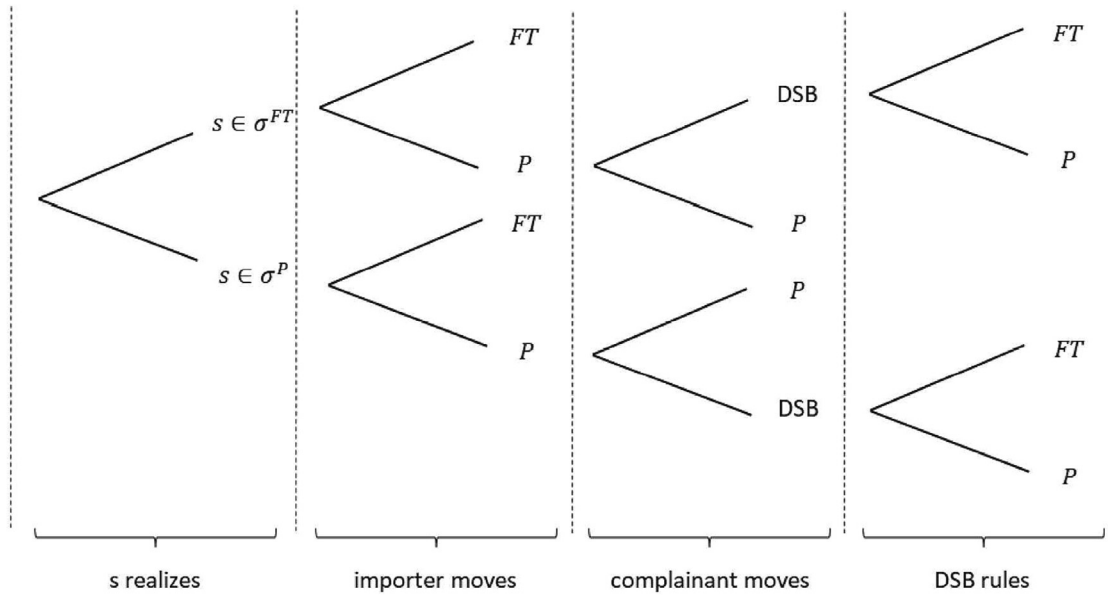 s ∈ σ^FT
s ∈ σ^P
FT
P
FT
P
DSB
P
P
DSB
FT
P
FT
P
s realizes
importer moves
complainant moves
DSB rules